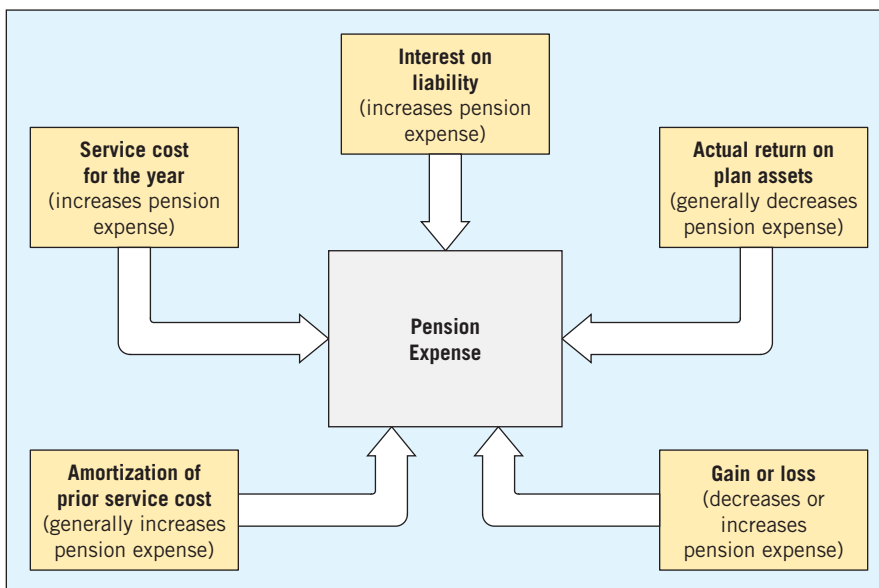 Interest on
liability
(increases pension
expense)
Service cost
for the year
(increases pension
expense)
Actual return on
plan assets
(generally decreases
pension expense)
Pension
Expense
Amortization of
prior service cost
(generally increases
pension expense)
Gain or loss
(decreases or
increases
pension expense)